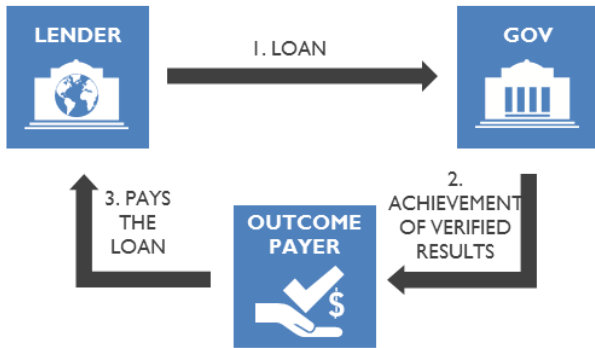 LENDER
1. LOAN
GOV
2.
ACHIEVEMENT
OF VERIFIED
RESULTS
OUTCOME
PAYER
$
3. PAYS
THE
LOAN